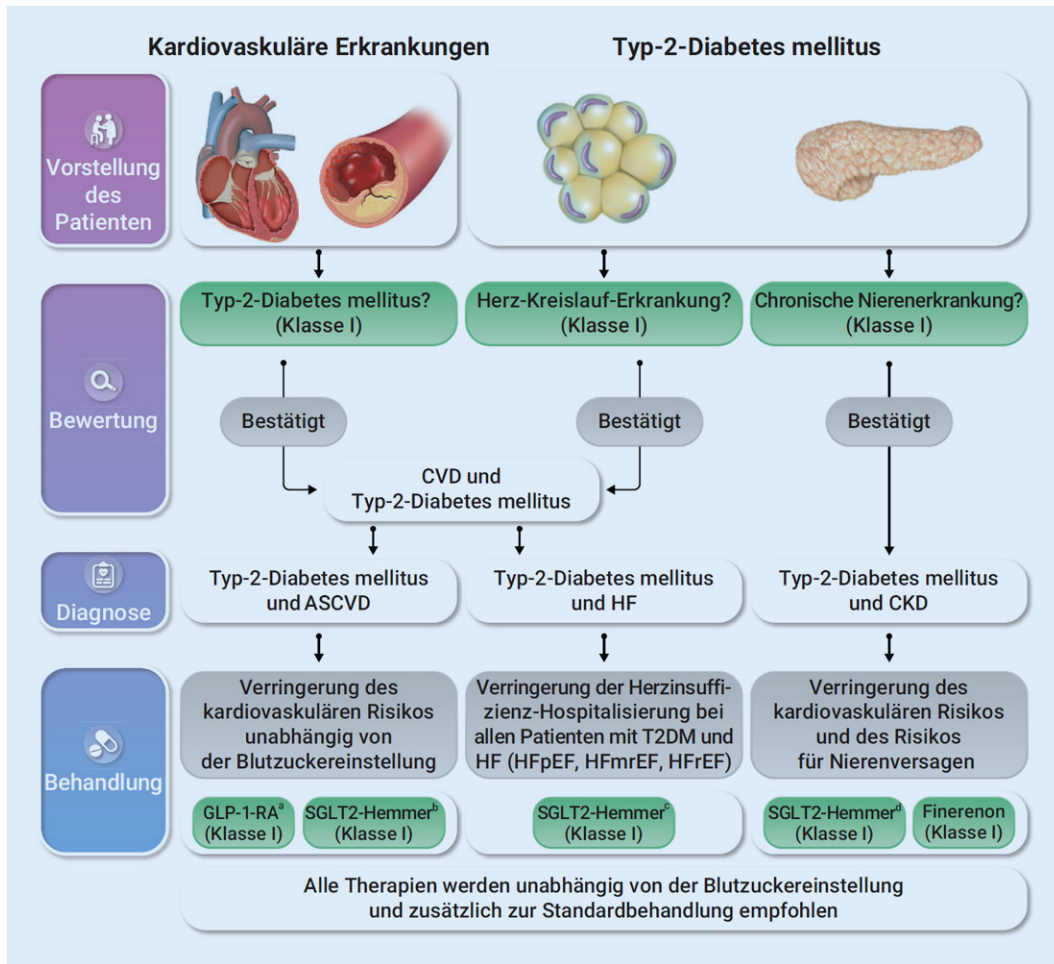 Kardiovaskuläre Erkrankungen
Typ-2-Diabetes mellitus
Vorstellung
des
Patienten
Typ-2-Diabetes mellitus?
(Klasse I)
Herz-Kreislauf-Erkrankung?
(Klasse I)
Chronische Nierenerkrankung?
(Klasse I)
Bewertung
Bestätigt
Bestätigt
Bestätigt
CVD und
Typ-2-Diabetes mellitus
Diagnose
Typ-2-Diabetes mellitus
und ASCVD
Typ-2-Diabetes mellitus
und HF
Typ-2-Diabetes mellitus
und CKD
Behandlung
Verringerung des
kardiovaskulären Risikos
unabhängig von
der Blutzuckereinstellung
Verringerung der Herzinsuffi-
zienz-Hospitalisierung bei
allen Patienten mit T2DM und
HF (HFpEF, HFmrEF, HFrEF)
Verringerung des
kardiovaskulären Risikos
und des Risikos
für Nierenversagen
GLP-1-RAᵃ
(Klasse I)
SGLT2-Hemmerᵇ
(Klasse I)
SGLT2-Hemmerᶜ
(Klasse I)
SGLT2-Hemmerᵈ
(Klasse I)
Finerenon
(Klasse I)
Alle Therapien werden unabhängig von der Blutzuckereinstellung
und zusätzlich zur Standardbehandlung empfohlen